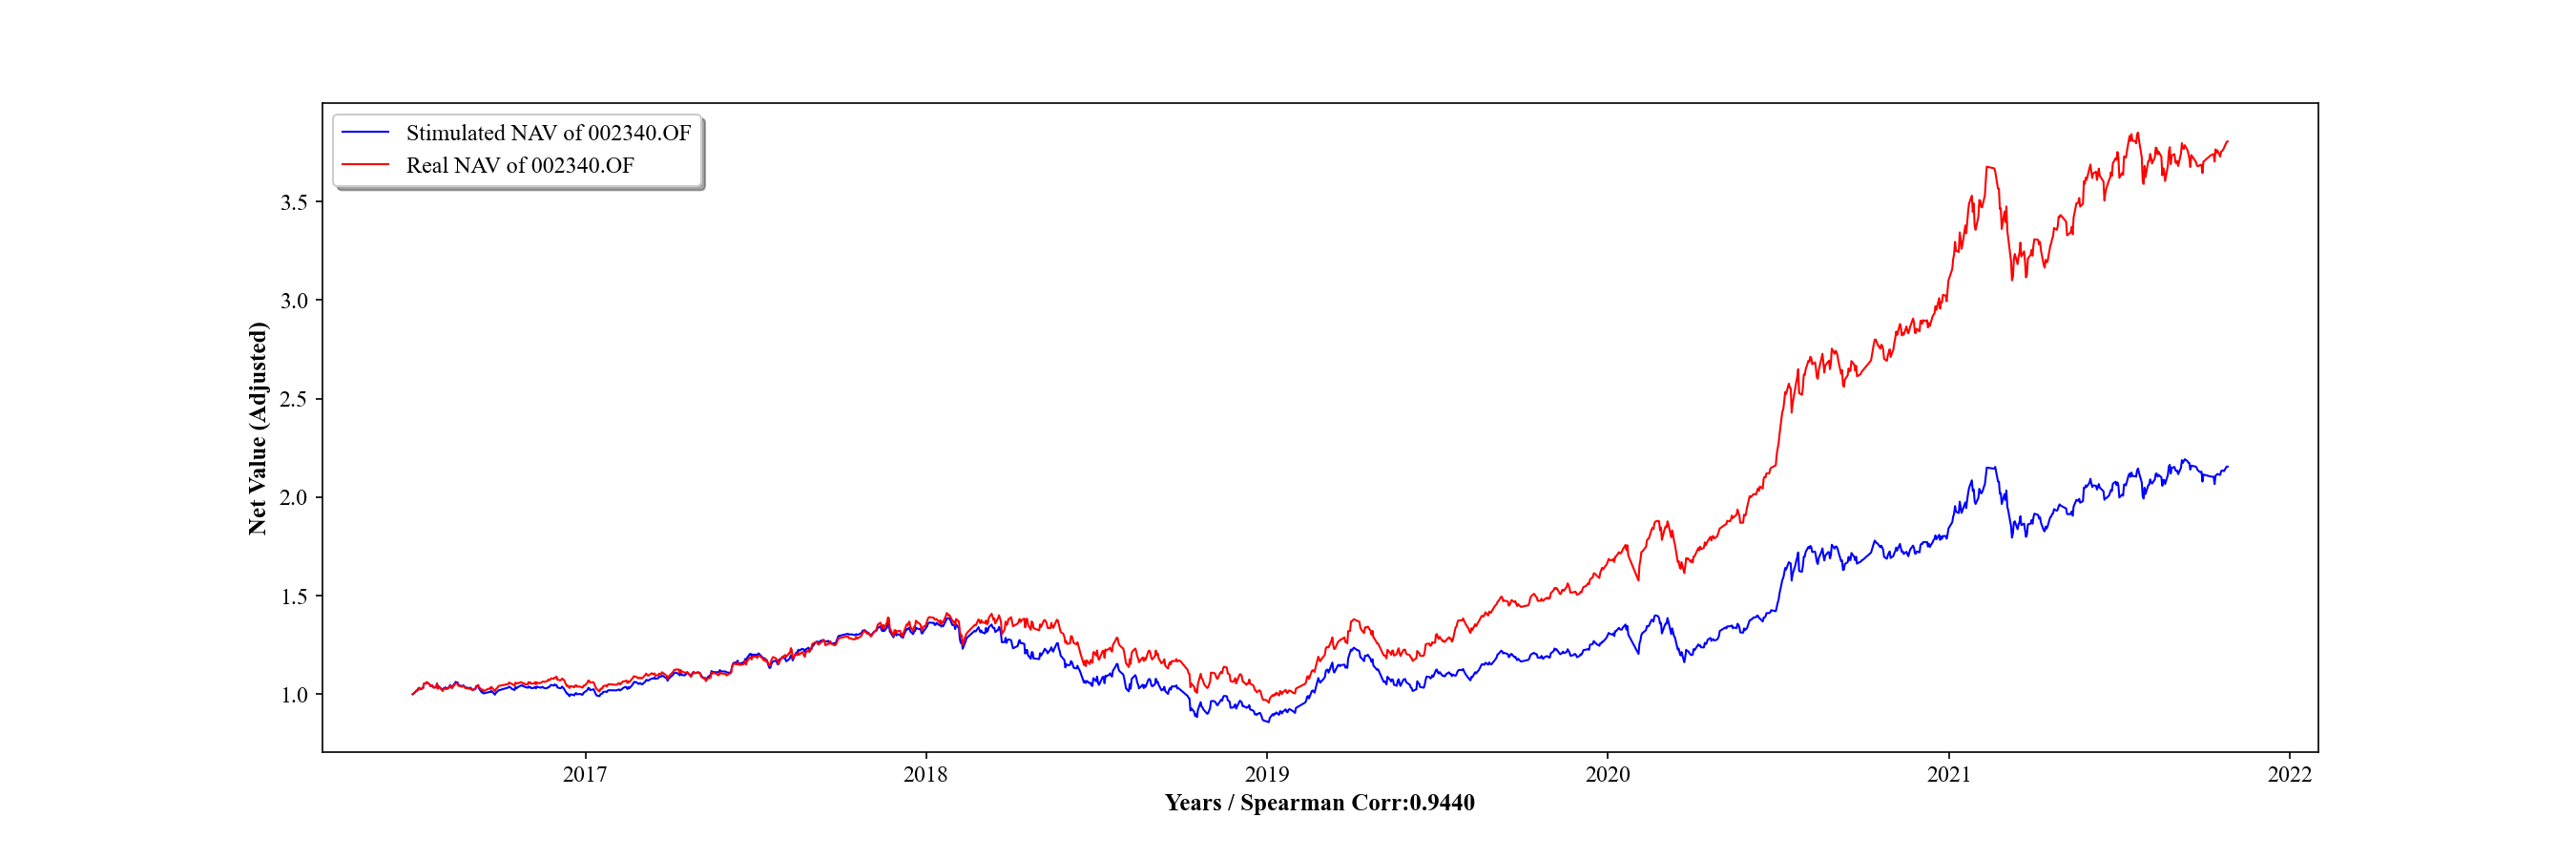 Stimulated NAV of 002340.OF
Real NAV of 002340.OF
3.5
3.0
2.5
2.0
1.5
1.0
Net Value (Adjusted)
2017 2018 2019 2020 2021 2022
Years / Spearman Corr:0.9440